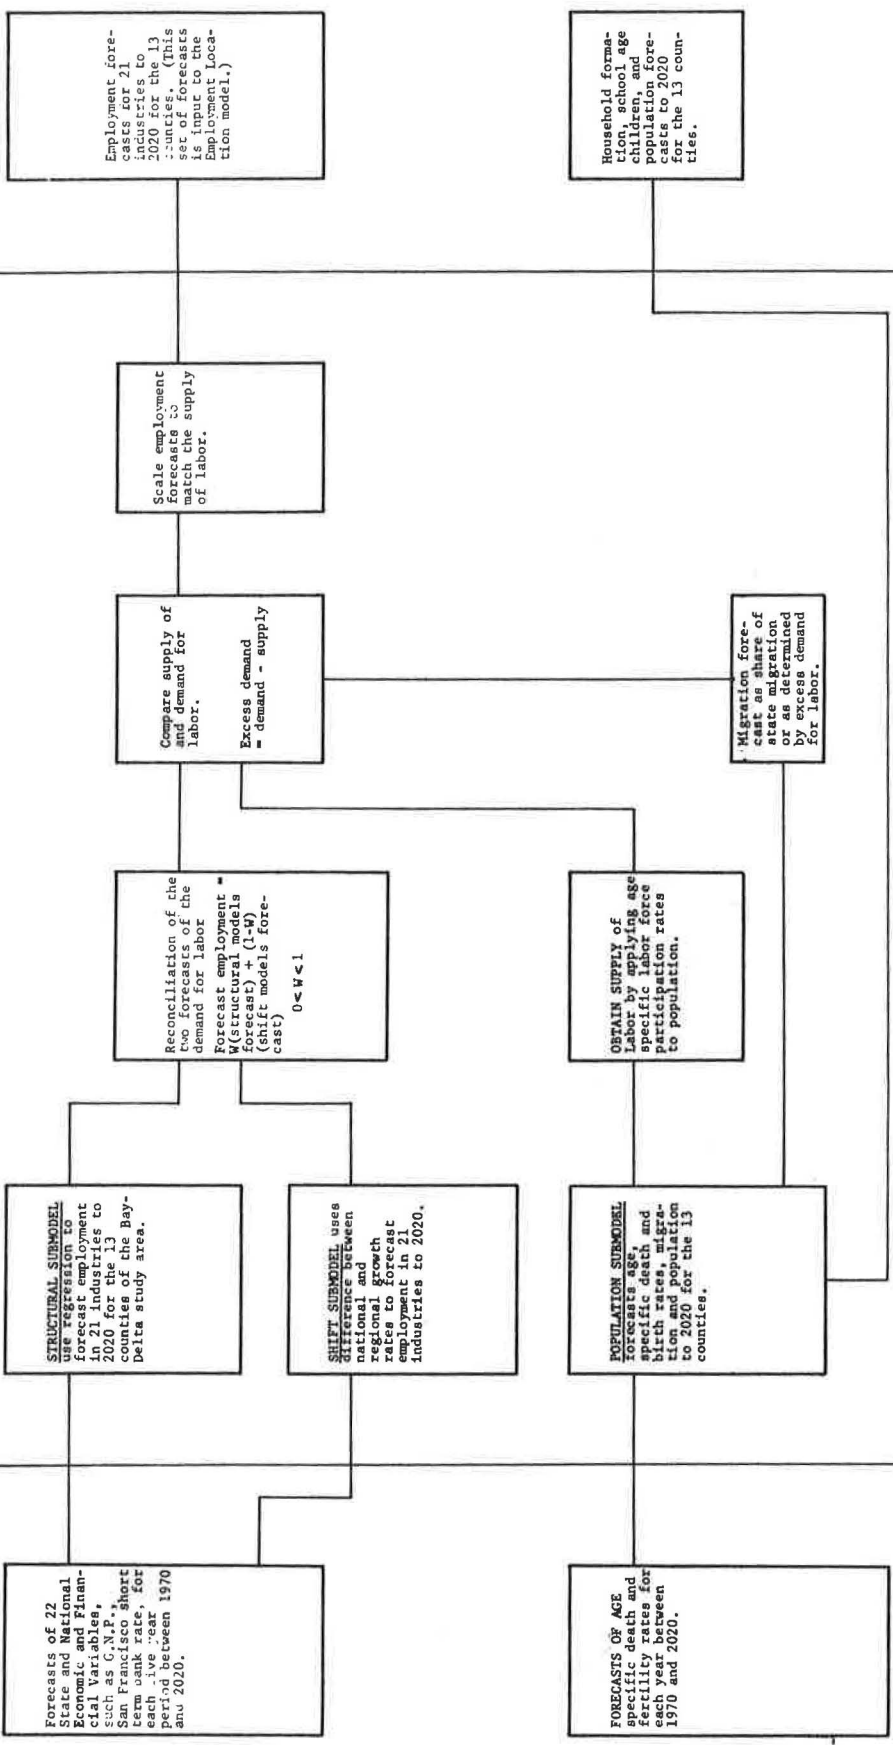 Forecasts of 22
State and National
Economic and Finan-
cial Variables,
such as G.N.P.,
San Francisco short
term bank rate, for
each five year
period between 1970
and 2020.
FORECASTS OF AGE
specific death and
fertility rates for
each year between
1970 and 2020.
STRUCTURAL SUBMODEL
use regression to
forecast employment
in 21 industries to
2020 for the 13
counties of the Bay-
Delta study area.
SHIFT SUBMODEL uses
difference between
national and
regional growth
rates to forecast
employment in 21
industries to 2020.
POPULATION SUBMODEL
forecasts age,
specific death and
birth rates, migra-
tion and population
to 2020 for the 13
counties.
Reconciliation of the
two forecasts of the
demand for labor
Forecast employment =
W(structural models
forecast) + (1-W)
(shift models fore-
cast)
0<W<1
OBTAIN SUPPLY OF
Labor by applying age
specific labor force
participation rates
to population.
Compare supply of
and demand for
labor.
Excess demand
= demand - supply
Migration fore-
cast as share of
state migration
or as determined
by excess demand
for labor.
Scale employment
forecasts to
match the supply
of labor.
Employment fore-
casts for 21
industries to
2020 for the 13
counties. (This
set of forecasts
is input to the
Employment Loca-
tion model.)
Household forma-
tion, school age
children, and
population fore-
casts to 2020
for the 13 coun-
ties.